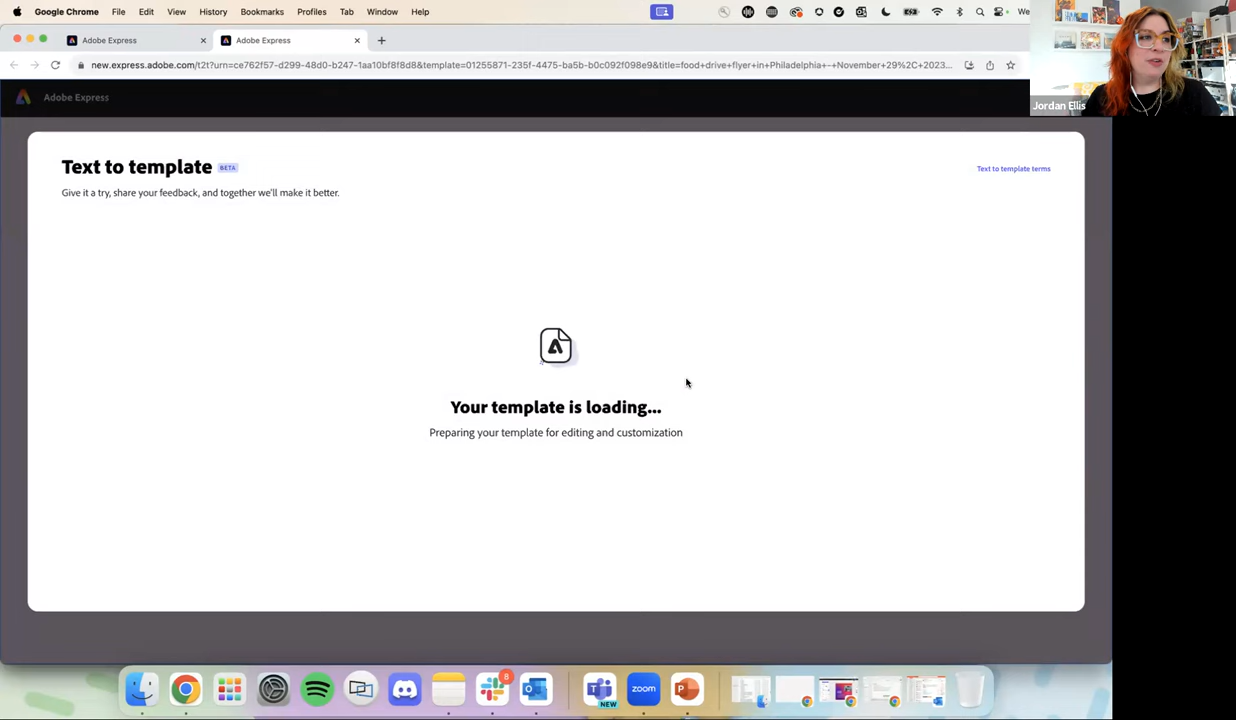 Google Chrome File Edit View History Bookmarks Profiles Tab Window Help
We
Adobe Express
Adobe Express
new.express.adobe.com/t2t?urn=ce762f57-d299-48d0-b247-1aa10bf8f8d8&template=01255871-235f-4475-ba5b-b0c092f098e9&title=food+drive+flyer+in+Philadelphia+-+November+29%2C+2023...
Jordan Ellis
Adobe Express
Text to template BETA
Text to template terms
Give it a try, share your feedback, and together we'll make it better.
Your template is loading...
Preparing your template for editing and customization
8
NEW
zoom